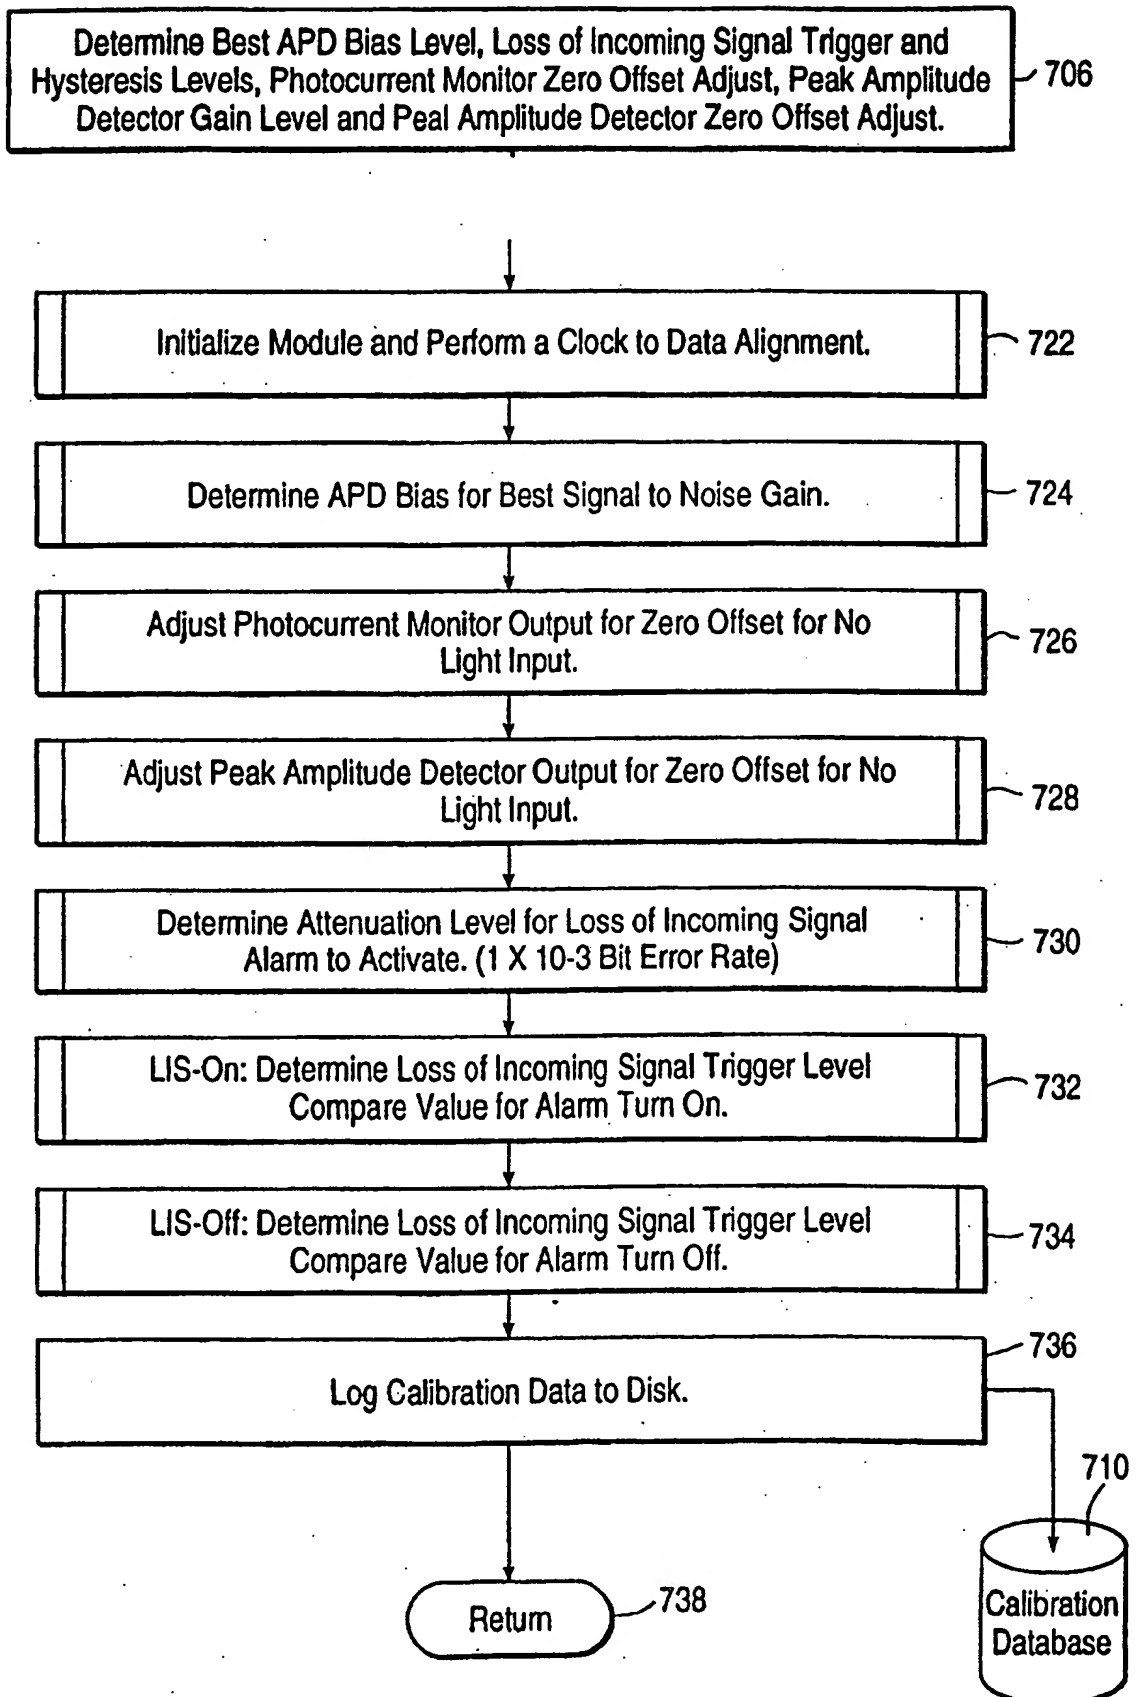 Determine Best APD Bias Level, Loss of Incoming Signal Trigger and
Hysteresis Levels, Photocurrent Monitor Zero Offset Adjust, Peak Amplitude
Detector Gain Level and Peal Amplitude Detector Zero Offset Adjust.
706
Initialize Module and Perform a Clock to Data Alignment.
722
Determine APD Bias for Best Signal to Noise Gain.
724
Adjust Photocurrent Monitor Output for Zero Offset for No
Light Input.
726
Adjust Peak Amplitude Detector Output for Zero Offset for No
Light Input.
728
Determine Attenuation Level for Loss of Incoming Signal
Alarm to Activate. (1 X 10-3 Bit Error Rate)
730
LIS-On: Determine Loss of Incoming Signal Trigger Level
Compare Value for Alarm Turn On.
732
LIS-Off: Determine Loss of Incoming Signal Trigger Level
Compare Value for Alarm Turn Off.
734
Log Calibration Data to Disk.
736
710
Calibration
Database
Return
738